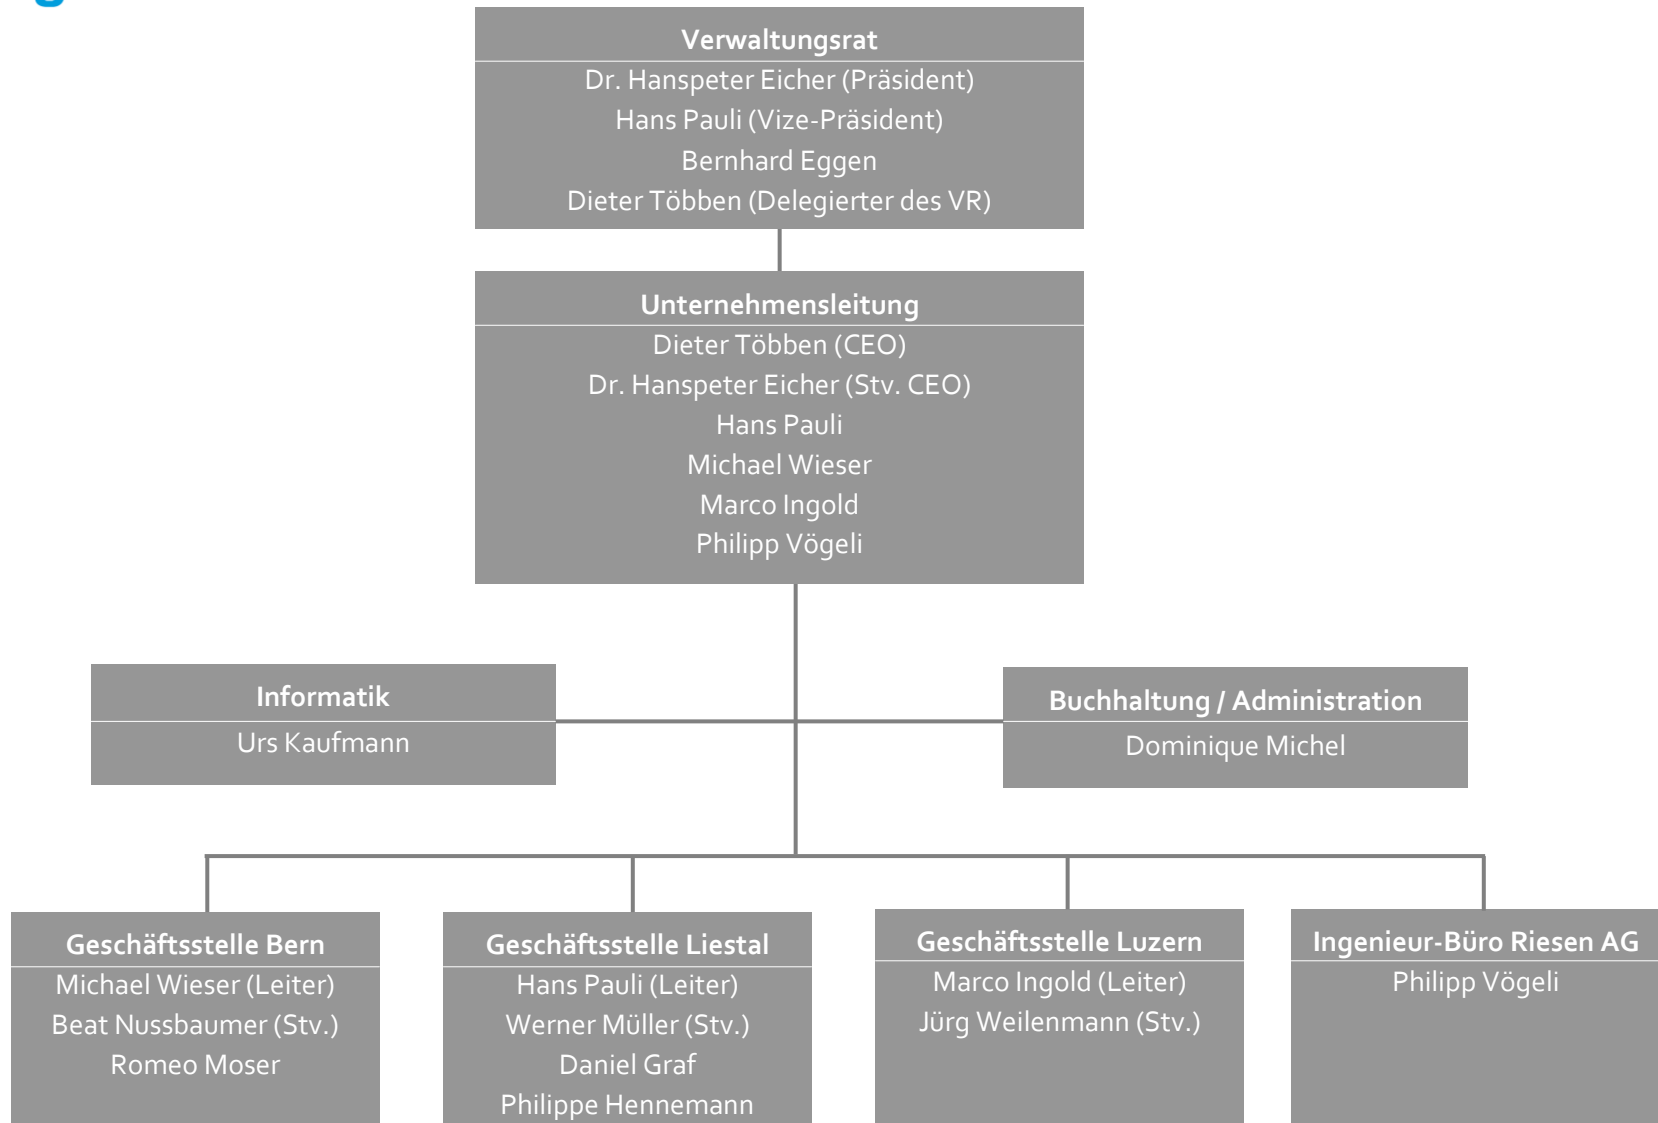 Verwaltungsrat
Dr. Hanspeter Eicher (Präsident)
Hans Pauli (Vize-Präsident)
Bernhard Eggen
Dieter Többen (Delegierter des VR)
Unternehmensleitung
Dieter Többen (CEO)
Dr. Hanspeter Eicher (Stv. CEO)
Hans Pauli
Michael Wieser
Marco Ingold
Philipp Vögeli
Informatik
Urs Kaufmann
Buchhaltung / Administration
Dominique Michel
Geschäftsstelle Bern
Michael Wieser (Leiter)
Beat Nussbaumer (Stv.)
Romeo Moser
Geschäftsstelle Liestal
Hans Pauli (Leiter)
Werner Müller (Stv.)
Daniel Graf
Philippe Hennemann
Geschäftsstelle Luzern
Marco Ingold (Leiter)
Jürg Weilenmann (Stv.)
Ingenieur-Büro Riesen AG
Philipp Vögeli